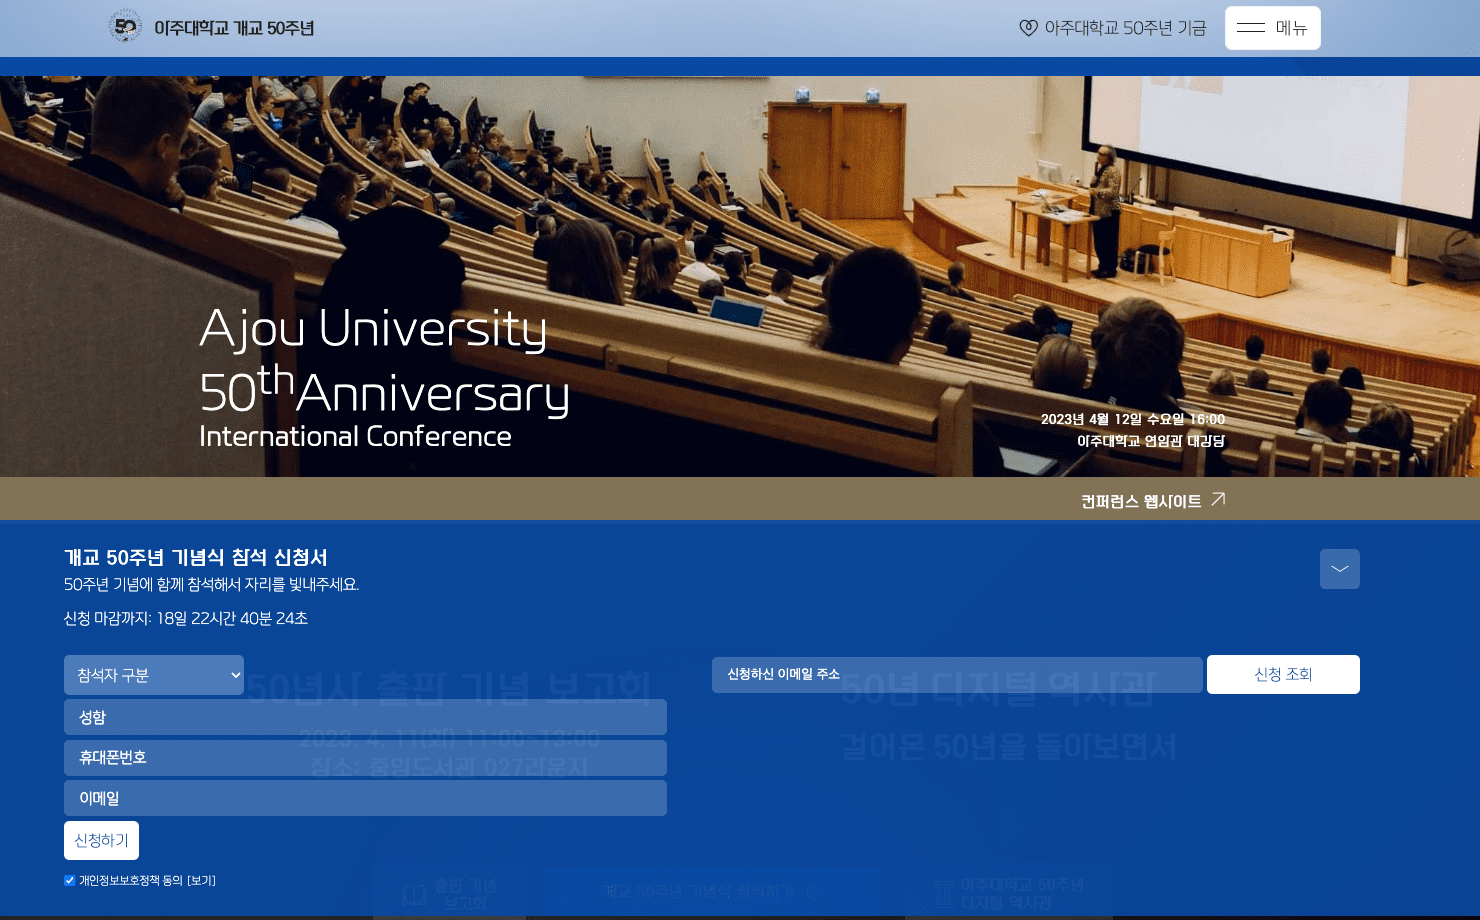 50
아주대학교 개교 50주년
아주대학교 50주년 기금
메뉴
Ajou University
50th Anniversary
International Conference
2023년 4월 12일 수요일 16:00
아주대학교 연암관 대강당
컨퍼런스 웹사이트
개교 50주년 기념식 참석 신청서
50주년 기념에 함께 참석해서 자리를 빛내주세요.
신청 마감까지: 18일 22시간 40분 24초
참석자 구분
신청하신 이메일 주소
신청 조회
50년사 출판 기념 보고회
50년 디지털 역사관
성함
2023. 4. 11(화) 11:00~13:00
걸어온 50년을 돌아보면서
휴대폰번호
장소: 중앙도서관 027라운지
이메일
신청하기
개인정보보호정책 동의 [보기]
출판 기념
보고회
개교 50주년 기념식 참석하기
아주대학교 50주년
디지털 역사관